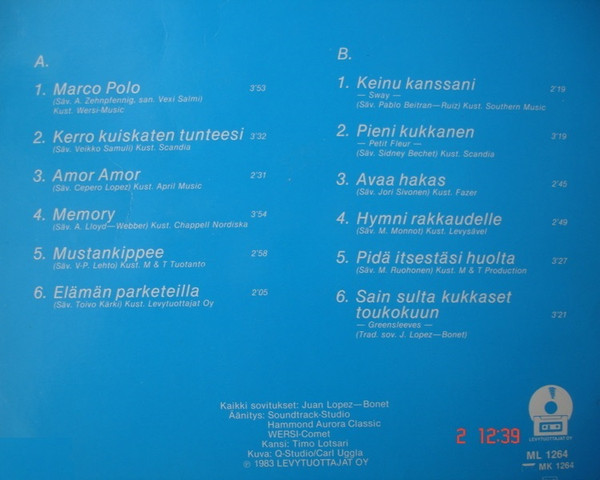 A.
1. Marco Polo 3'53
(Säv. A. Zehnpfennig, san. Vexi Salmi)
Kust. Wersi-Music
2. Kerro kuiskaten tunteesi 3'32
(Säv. Veikko Samuli) Kust. Scandia
3. Amor Amor 2'31
(Säv. Cepero Lopez) Kust. April Music
4. Memory 3'54
(Säv. A. Lloyd—Webber) Kust. Chappell Nordiska
5. Mustankippee 2'58
(Säv. V-P. Lehto) Kust. M & T Tuotanto
6. Elämän parketeilla 2'05
(Säv. Toivo Kärki) Kust. Levytuottajat Oy
B.
1. Keinu kanssani 2'19
— Sway —
(Säv. Pablo Beltran—Ruiz) Kust. Southern Music
2. Pieni kukkanen 3'19
— Petit Fleur —
(Säv. Sidney Bechet) Kust. Scandia
3. Avaa hakas 2'45
(Säv. Jori Sivonen) Kust. Fazer
4. Hymni rakkaudelle 2'49
(Säv. M. Monnot) Kust. Levysävel
5. Pidä itsestäsi huolta 3'27
(Säv. M. Ruohonen) Kust. M & T Production
6. Sain sulta kukkaset
toukokuun 3'21
— Greensleeves —
(Trad. sov. J. Lopez—Bonet)
Kaikki sovitukset: Juan Lopez—Bonet
Äänitys: Soundtrack-Studio
Hammond Aurora Classic
WERSI-Comet
Kansi: Timo Lotsari
Kuva: Q-Studio/Carl Uggla
℗ 1983 LEVYTUOTTAJAT OY
2 12:39
LEVYTUOTTAJAT OY
ML 1264
MK 1264